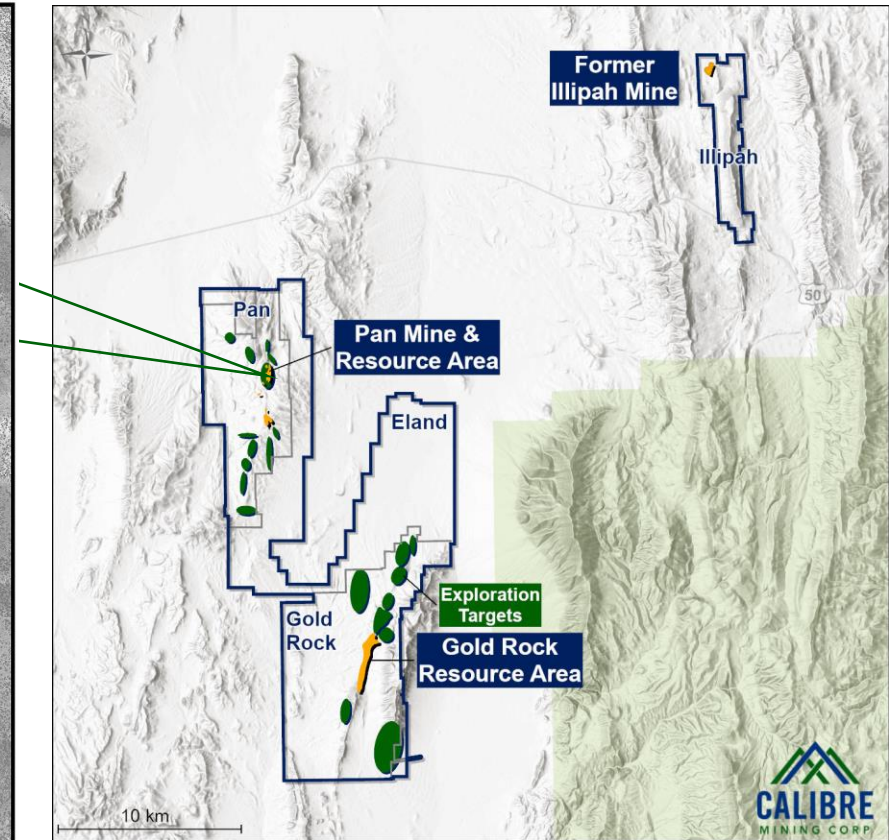 Former
Illipah Mine
Illipah
50
Pan
Pan Mine &
Resource Area
Eland
Exploration
Targets
Gold
Rock
Gold Rock
Resource Area
10 km
CALIBRE
MINING CORP